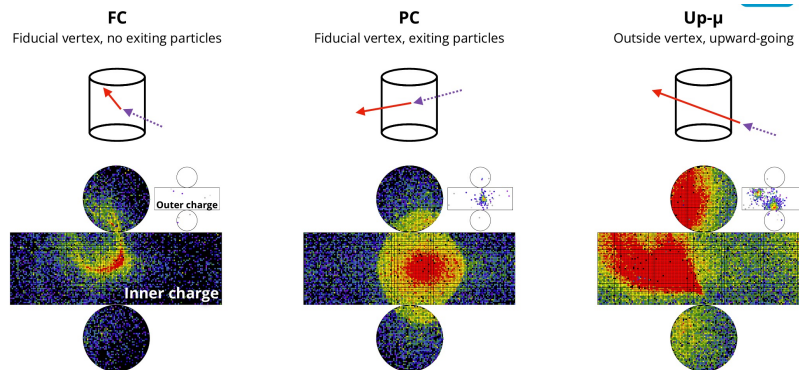 FC
Fiducial vertex, no exiting particles
PC
Fiducial vertex, exiting particles
Up-μ
Outside vertex, upward-going
Outer charge
Inner charge